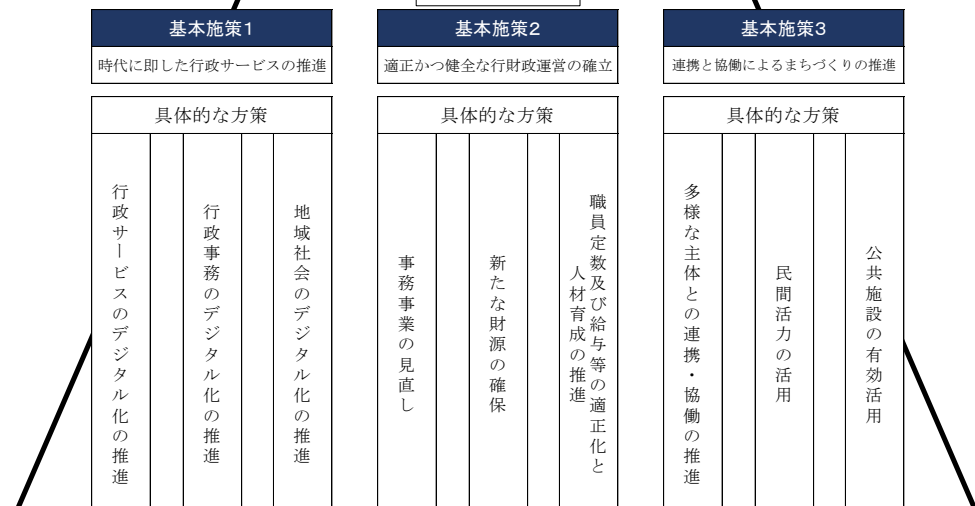 基本施策1
時代に即した行政サービスの推進
具体的な方策
行政サービスのデジタル化の推進
行政事務のデジタル化の推進
地域社会のデジタル化の推進
基本施策2
適正かつ健全な行財政運営の確立
具体的な方策
事務事業の見直し
新たな財源の確保
職員定数及び給与等の適正化と
人材育成の推進
基本施策3
連携と協働によるまちづくりの推進
具体的な方策
多様な主体との連携・協働の推進
民間活力の活用
公共施設の有効活用